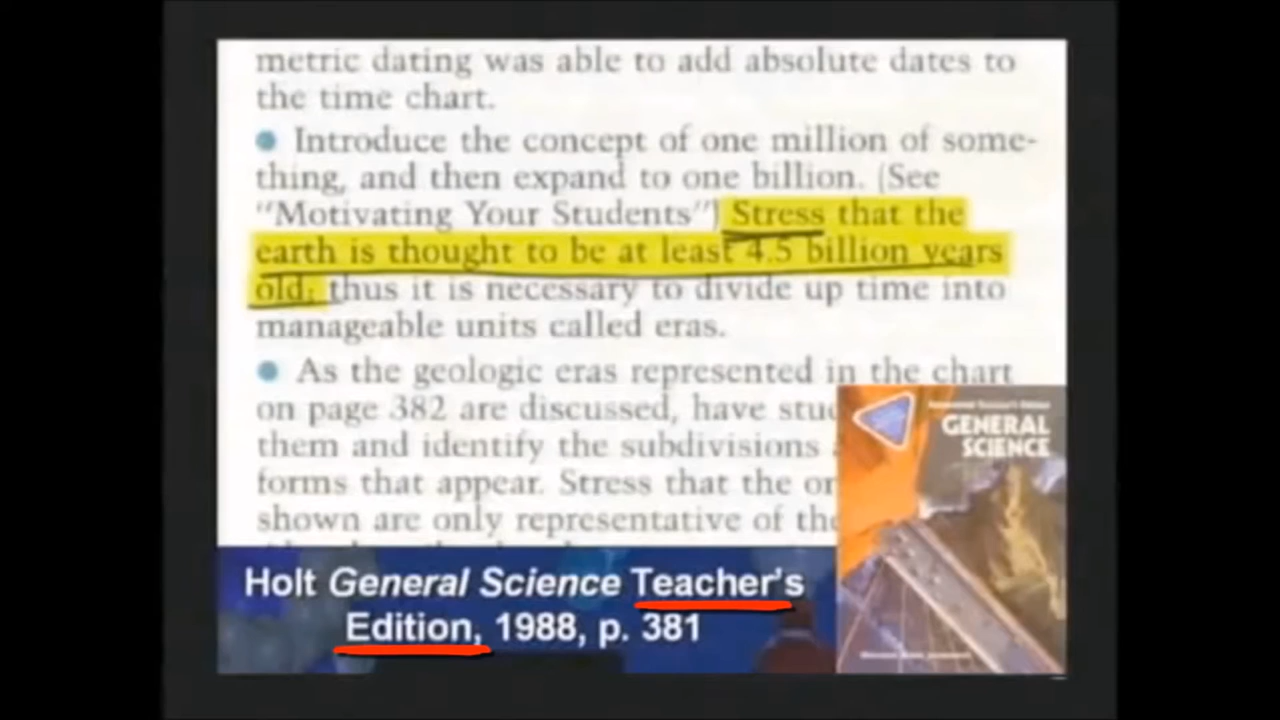 metric dating was able to add absolute dates to
the time chart.
• Introduce the concept of one million of some-
thing, and then expand to one billion. (See
“Motivating Your Students”) Stress that the
earth is thought to be at least 4.5 billion years
old; thus it is necessary to divide up time into
manageable units called eras.
• As the geologic eras represented in the chart
on page 382 are discussed, have
them and identify the subdivisions
forms that appear. Stress that the
shown are only representative of
GENERAL
SCIENCE
Holt General Science Teacher's
Edition, 1988, p. 381